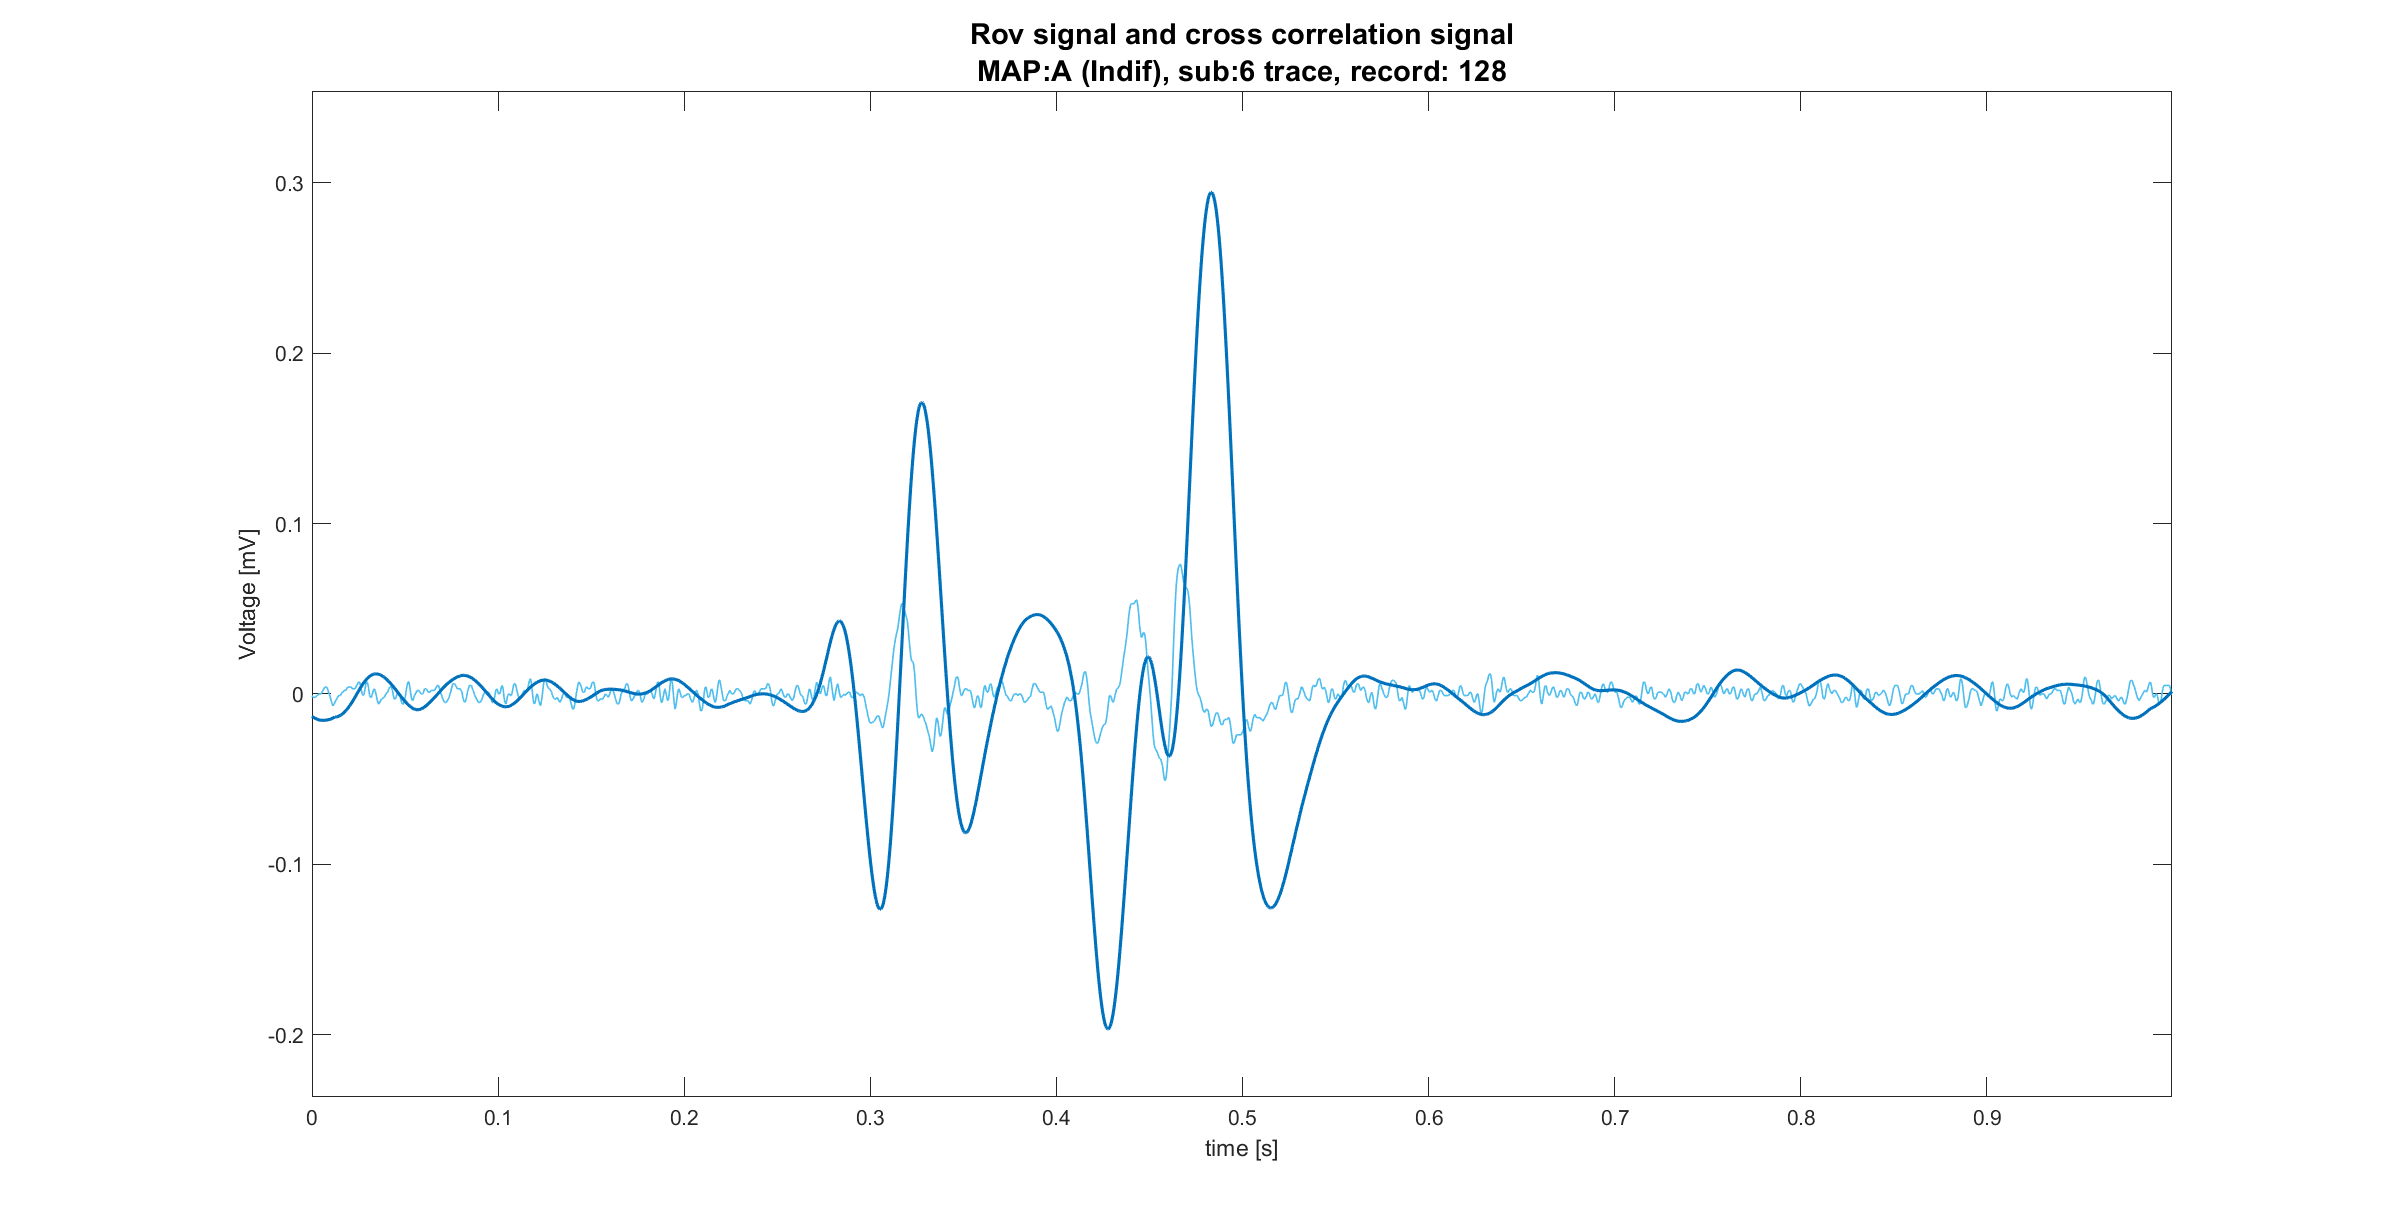 Rov signal and cross correlation signal
MAP:A (Indif), sub:6 trace, record: 128
0.3
0.2
0.1
0
-0.1
-0.2
Voltage [mV]
0 0.1 0.2 0.3 0.4 0.5 0.6 0.7 0.8 0.9
time [s]